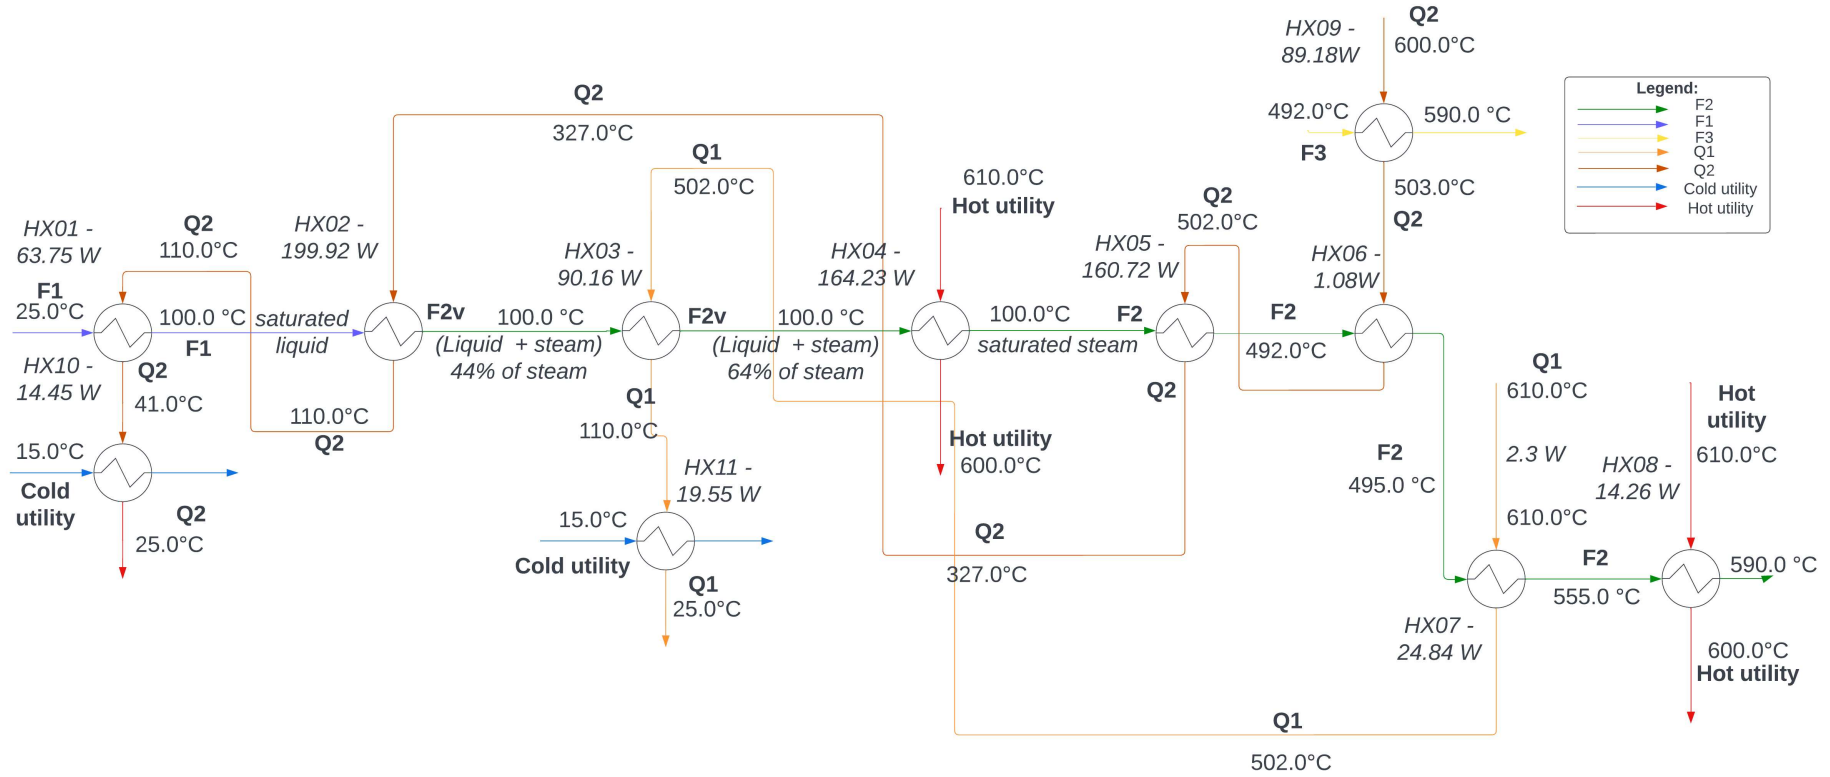 HX09 -
89.18W
Q2
600.0°C
492.0°C
590.0 °C
F3
503.0°C
Q2
Legend:
F2
F1
F3
Q1
Q2
Cold utility
Hot utility
Q2
327.0°C
Q1
502.0°C
610.0°C
Hot utility
HX01 -
63.75 W
Q2
110.0°C
HX02 -
199.92 W
HX03 -
90.16 W
HX04 -
164.23 W
HX05 -
160.72 W
Q2
502.0°C
HX06 -
1.08W
F1
25.0°C
100.0 °C
F1
saturated
liquid
F2v
100.0 °C
(Liquid + steam)
44% of steam
F2v
100.0 °C
(Liquid + steam)
64% of steam
100.0°C
F2
saturated steam
F2
492.0°C
HX10 -
14.45 W
Q2
41.0°C
110.0°C
Q2
Q1
110.0°C
Q2
Hot utility
600.0°C
15.0°C
Cold
utility
Q2
25.0°C
HX11 -
19.55 W
15.0°C
Cold utility
Q1
25.0°C
Q2
327.0°C
F2
495.0 °C
Q1
610.0°C
2.3 W
610.0°C
Hot
utility
610.0°C
HX08 -
14.26 W
F2
555.0 °C
590.0 °C
HX07 -
24.84 W
600.0°C
Hot utility
Q1
502.0°C